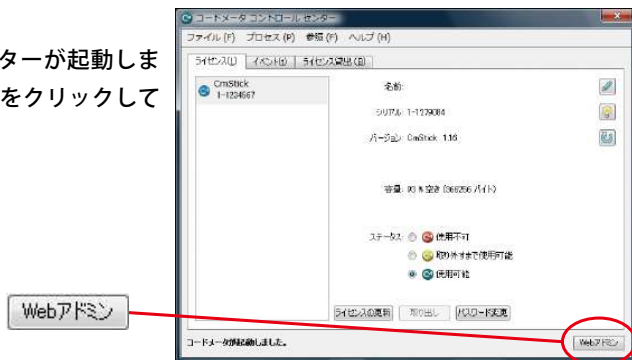 コードメータ コントロール センター
ファイル (F) プロセス (P) 参照 (F) ヘルプ (H)
ターが起動しま
をクリックして
ライセンス(L) イベント(E) ライセンス貸出 (B)
CmStick
1-1234567
名前:
シリアル: 1-1279084
バージョン: CmStick 1.16
容量: 93 % 空き (366256 バイト)
ステータス: 使用不可
取り外すまで使用可能
使用可能
ライセンスの更新 取り出し パスワード変更
Webアドミン
コードメータが起動しました。 Webアドミン